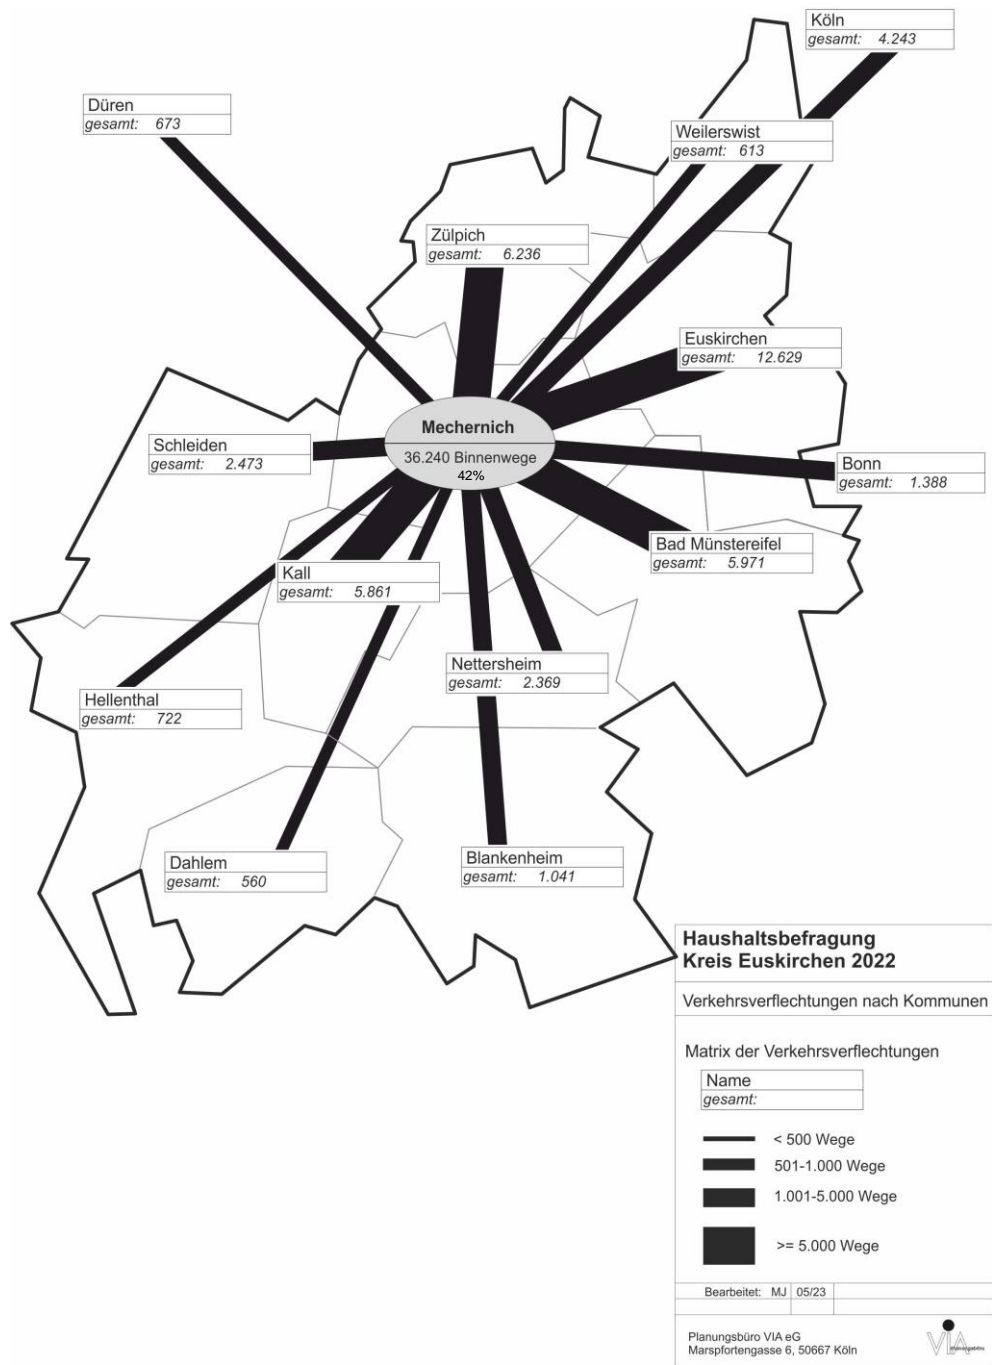 Köln
gesamt: 4.243
Düren
gesamt: 673
Weilerswist
gesamt: 613
Zülpich
gesamt: 6.236
Euskirchen
gesamt: 12.629
Mechernich
36.240 Binnenwege
42%
Schleiden
gesamt: 2.473
Bonn
gesamt: 1.388
Bad Münstereifel
gesamt: 5.971
Kall
gesamt: 5.861
Nettersheim
gesamt: 2.369
Hellenthal
gesamt: 722
Dahlem
gesamt: 560
Blankenheim
gesamt: 1.041
Haushaltsbefragung
Kreis Euskirchen 2022
Verkehrsverflechtungen nach Kommunen
Matrix der Verkehrsverflechtungen
Name
gesamt:
< 500 Wege
501-1.000 Wege
1.001-5.000 Wege
>= 5.000 Wege
Bearbeitet: MJ 05/23
Planungsbüro VIA eG
Marspfortengasse 6, 50667 Köln
VIA planungsbüro